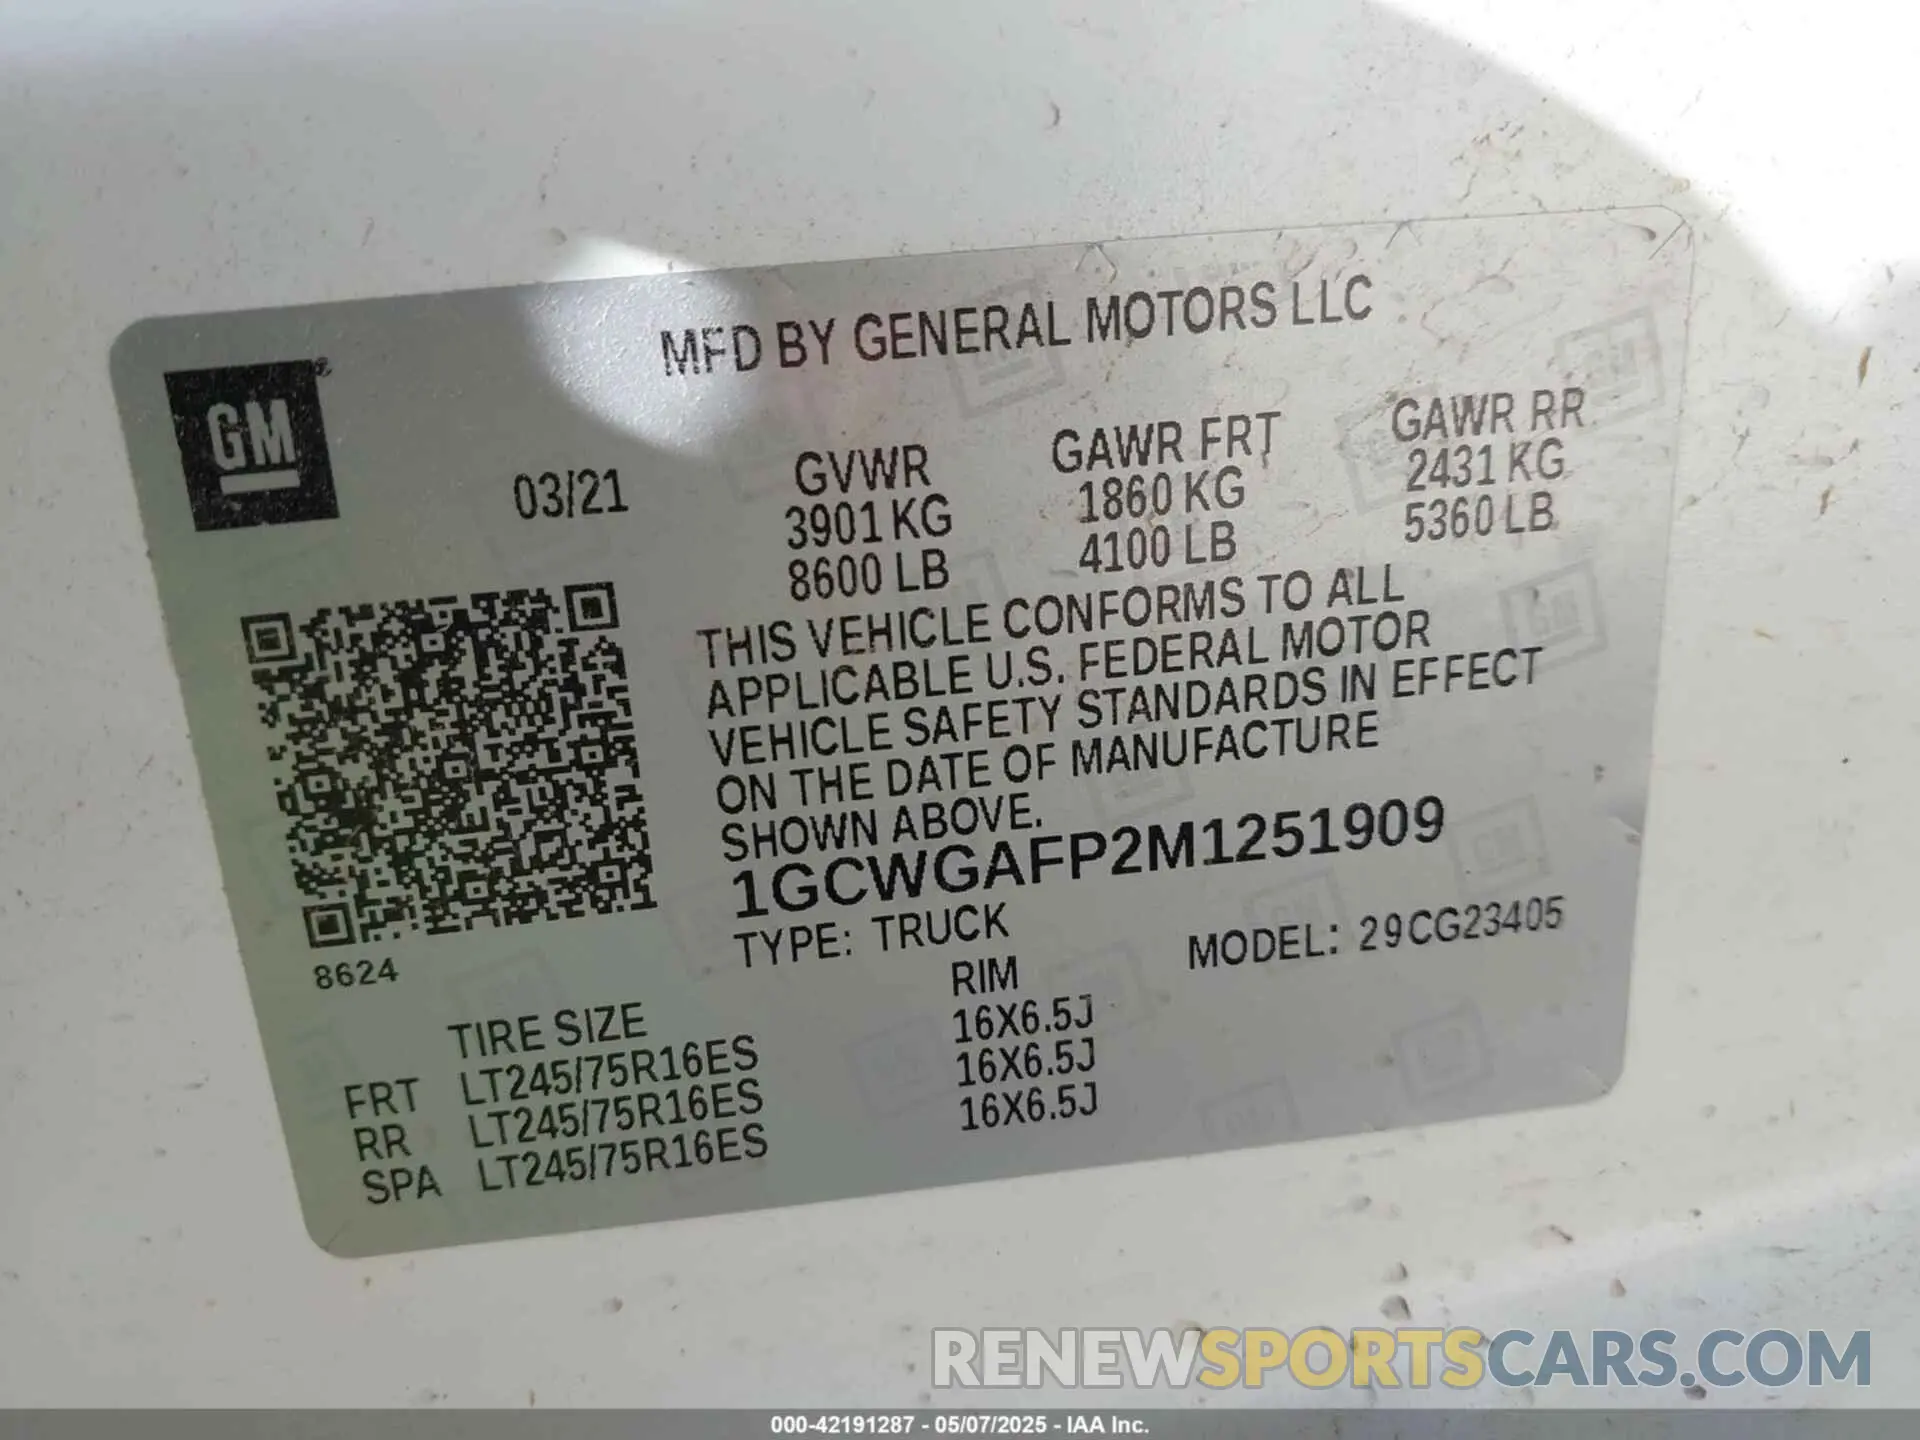 MFD BY GENERAL MOTORS LLC
GM
03/21
GVWR GAWR FRT GAWR RR
3901 KG 1860 KG 2431 KG
8600 LB 4100 LB 5360 LB
THIS VEHICLE CONFORMS TO ALL
APPLICABLE U.S. FEDERAL MOTOR
VEHICLE SAFETY STANDARDS IN EFFECT
ON THE DATE OF MANUFACTURE
SHOWN ABOVE.
1GCWGAFP2M1251909
TYPE: TRUCK MODEL: 29CG23405
8624
TIRE SIZE RIM
FRT LT245/75R16ES 16X6.5J
RR LT245/75R16ES 16X6.5J
SPA LT245/75R16ES 16X6.5J
RENEWSPORTSCARS.COM
000-42191287 - 05/07/2025 - IAA Inc.